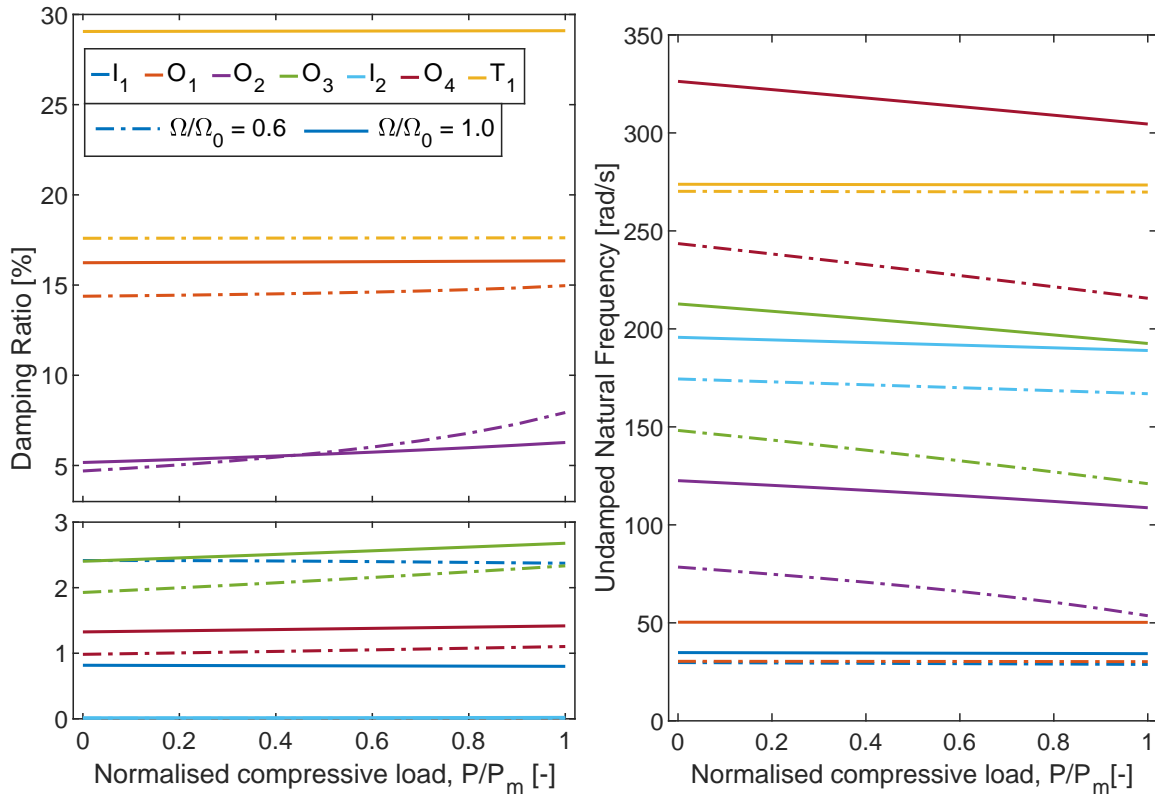 30
25
20
15
10
5
Damping Ratio [%]
I1 O1 O2 O3 I2 O4 T1
Ω/Ω0 = 0.6 Ω/Ω0 = 1.0
3
2
1
0
0 0.2 0.4 0.6 0.8 1
Normalised compressive load, P/Pm [-]
350
300
250
200
150
100
50
0
Undamped Natural Frequency [rad/s]
0 0.2 0.4 0.6 0.8 1
Normalised compressive load, P/Pm[-]